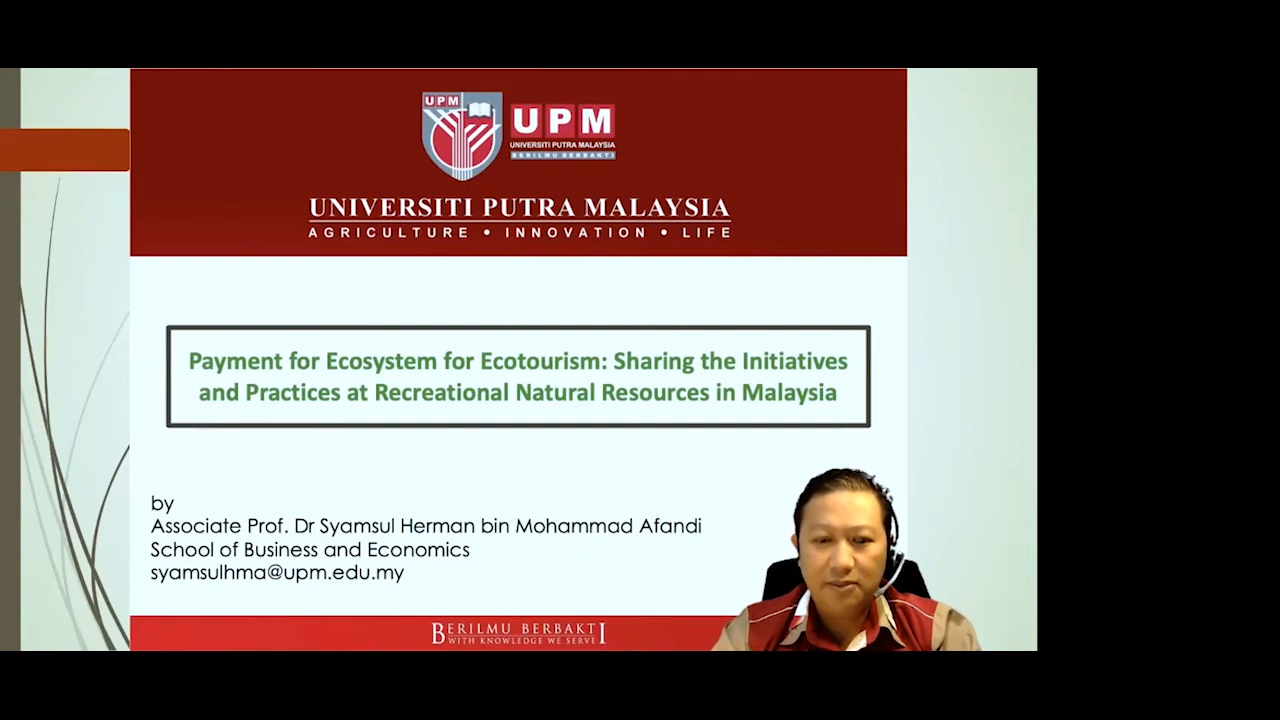 UPM
UPM
UNIVERSITI PUTRA MALAYSIA
BERILMU BERBAKTI
UNIVERSITI PUTRA MALAYSIA
AGRICULTURE • INNOVATION • LIFE
Payment for Ecosystem for Ecotourism: Sharing the Initiatives
and Practices at Recreational Natural Resources in Malaysia
by
Associate Prof. Dr Syamsul Herman bin Mohammad Afandi
School of Business and Economics
syamsulhma@upm.edu.my
BERILMU BERBAKTI
WITH KNOWLEDGE WE SERVE